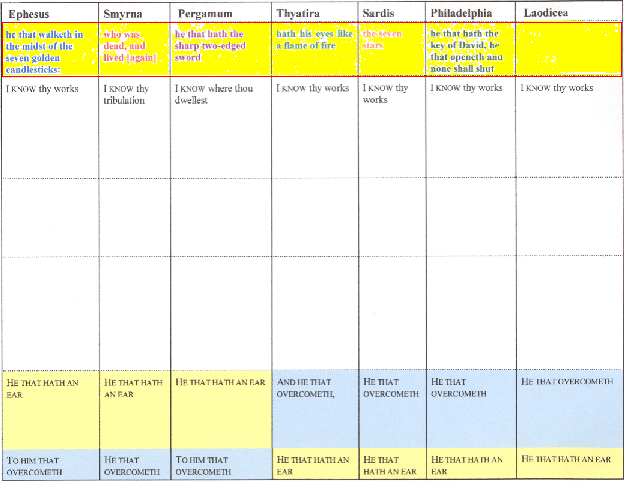 Ephesus Smyrna Pergamum Thyatira Sardis Philadelphia Laodicea
he that walketh in
the midst of the
seven golden
candlesticks:
who was
dead, and
lived [again]
he that hath the
sharp two-edged
sword
hath his eyes like
a flame of fire
the seven
stars
he that hath the
key of David, he
that openeth and
none shall shut
I KNOW thy works
I KNOW thy
tribulation
I KNOW where thou
dwellest
I KNOW thy works
I KNOW thy
works
I KNOW thy works
I KNOW thy works
HE THAT HATH AN
EAR
HE THAT HATH
AN EAR
HE THAT HATH AN EAR
AND HE THAT
OVERCOMETH,
HE THAT
OVERCOMETH
HE THAT
OVERCOMETH
HE THAT OVERCOMETH
TO HIM THAT
OVERCOMETH
HE THAT
OVERCOMETH
TO HIM THAT
OVERCOMETH
HE THAT HATH AN
EAR
HE THAT
HATH AN EAR
HE THAT HATH AN
EAR
HE THAT HATH AN EAR